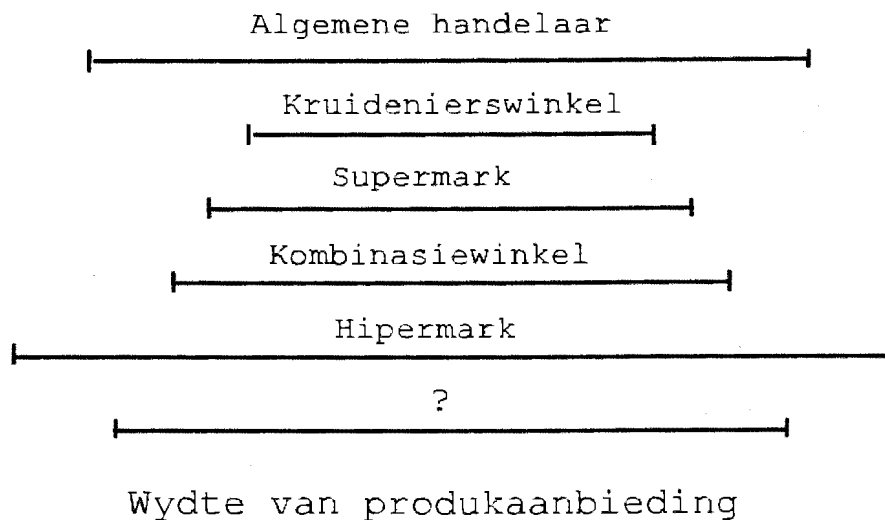 Algemene handelaar
Kruidenierswinkel
Supermark
Kombinasiewinkel
Hipermark
?
Wydte van produkaanbieding